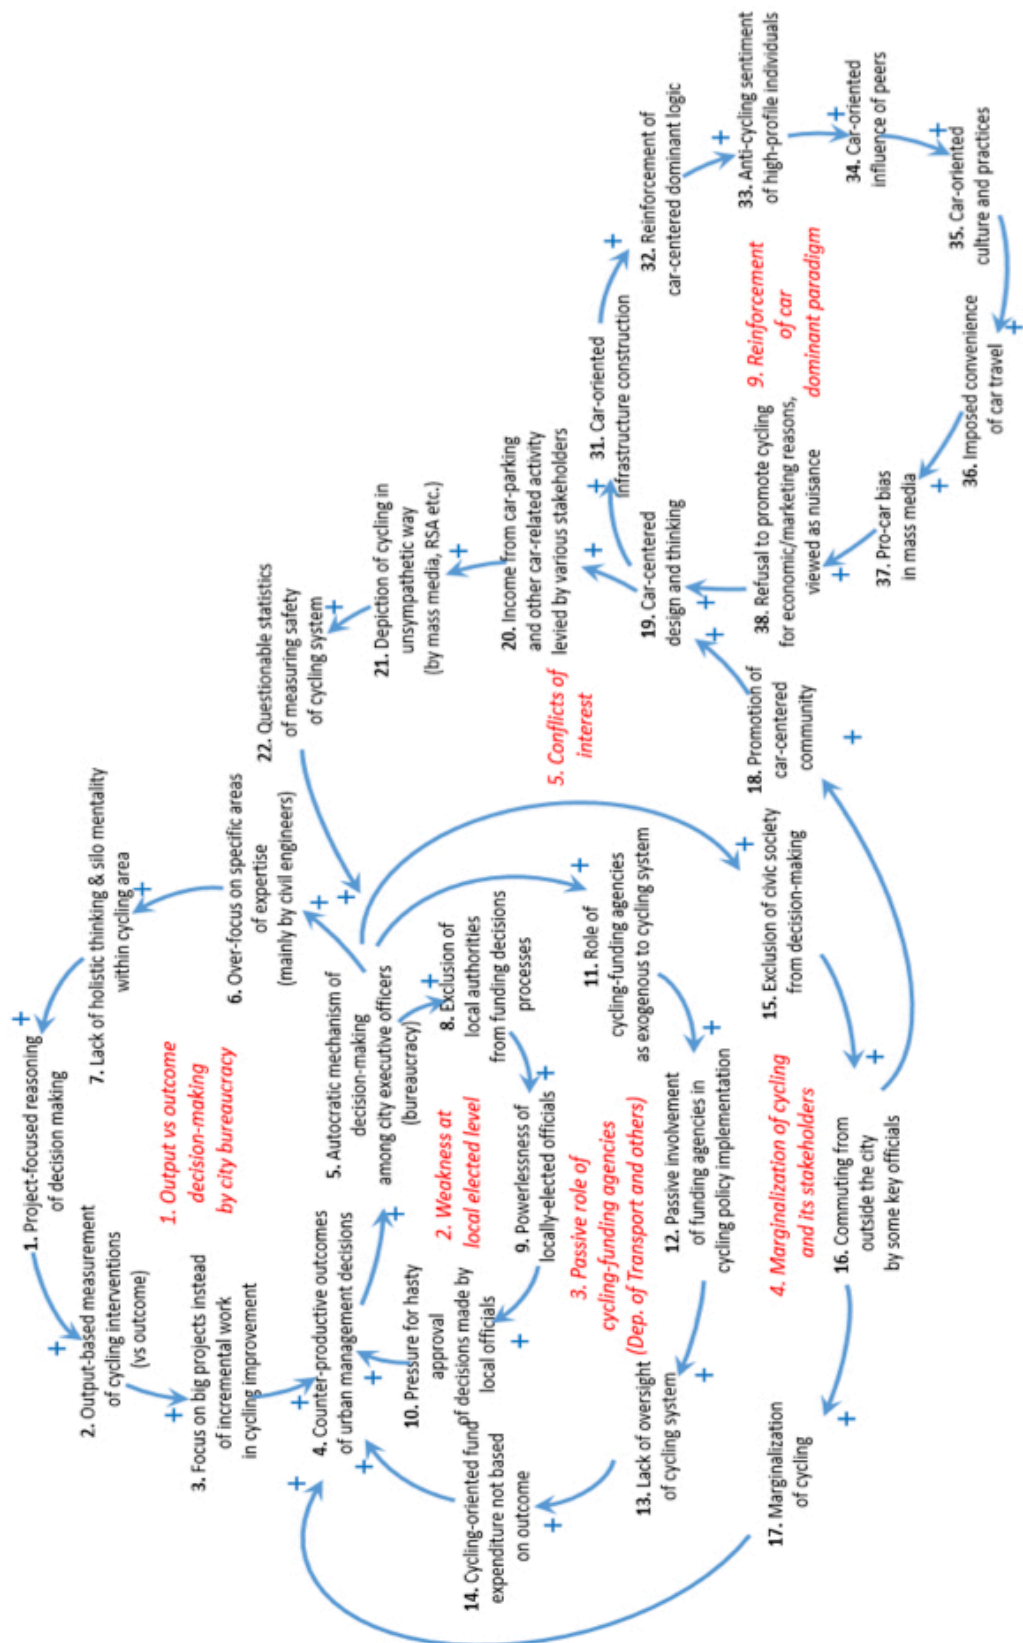 1. Project-focused reasoning
of decision making
2. Output-based measurement
of cycling interventions
(vs outcome)
3. Focus on big projects instead
of incremental work
in cycling improvement
4. Counter-productive outcomes
of urban management decisions
5. Autocratic mechanism of
decision-making
among city executive officers
(bureaucracy)
6. Over-focus on specific areas
of expertise
(mainly by civil engineers)
7. Lack of holistic thinking & silo mentality
within cycling area
1. Output vs outcome
decision-making
by city bureaucracy
8. Exclusion of
local authorities
from funding decisions
processes
9. Powerlessness of
locally-elected officials
10. Pressure for hasty
approval
of decisions made by
local officials
2. Weakness at
local elected level
11. Role of
cycling-funding agencies
as exogenous to cycling system
12. Passive involvement
of funding agencies in
cycling policy implementation
13. Lack of oversight
of cycling system
14. Cycling-oriented fund
expenditure not based
on outcome
3. Passive role of
cycling-funding agencies
(Dep. of Transport and others)
15. Exclusion of civic society
from decision-making
16. Commuting from
outside the city
by some key officials
17. Marginalization
of cycling
4. Marginalization of cycling
and its stakeholders
18. Promotion of
car-centered
community
19. Car-centered
design and thinking
20. Income from car-parking
and other car-related activity
levied by various stakeholders
21. Depiction of cycling in
unsympathetic way
(by mass media, RSA etc.)
22. Questionable statistics
of measuring safety
of cycling system
5. Conflicts of
interest
31. Car-oriented
infrastructure construction
32. Reinforcement of
car-centered dominant logic
33. Anti-cycling sentiment
of high-profile individuals
34. Car-oriented
influence of peers
35. Car-oriented
culture and practices
36. Imposed convenience
of car travel
37. Pro-car bias
in mass media
38. Refusal to promote cycling
for economic/marketing reasons,
viewed as nuisance
9. Reinforcement
of car
dominant paradigm